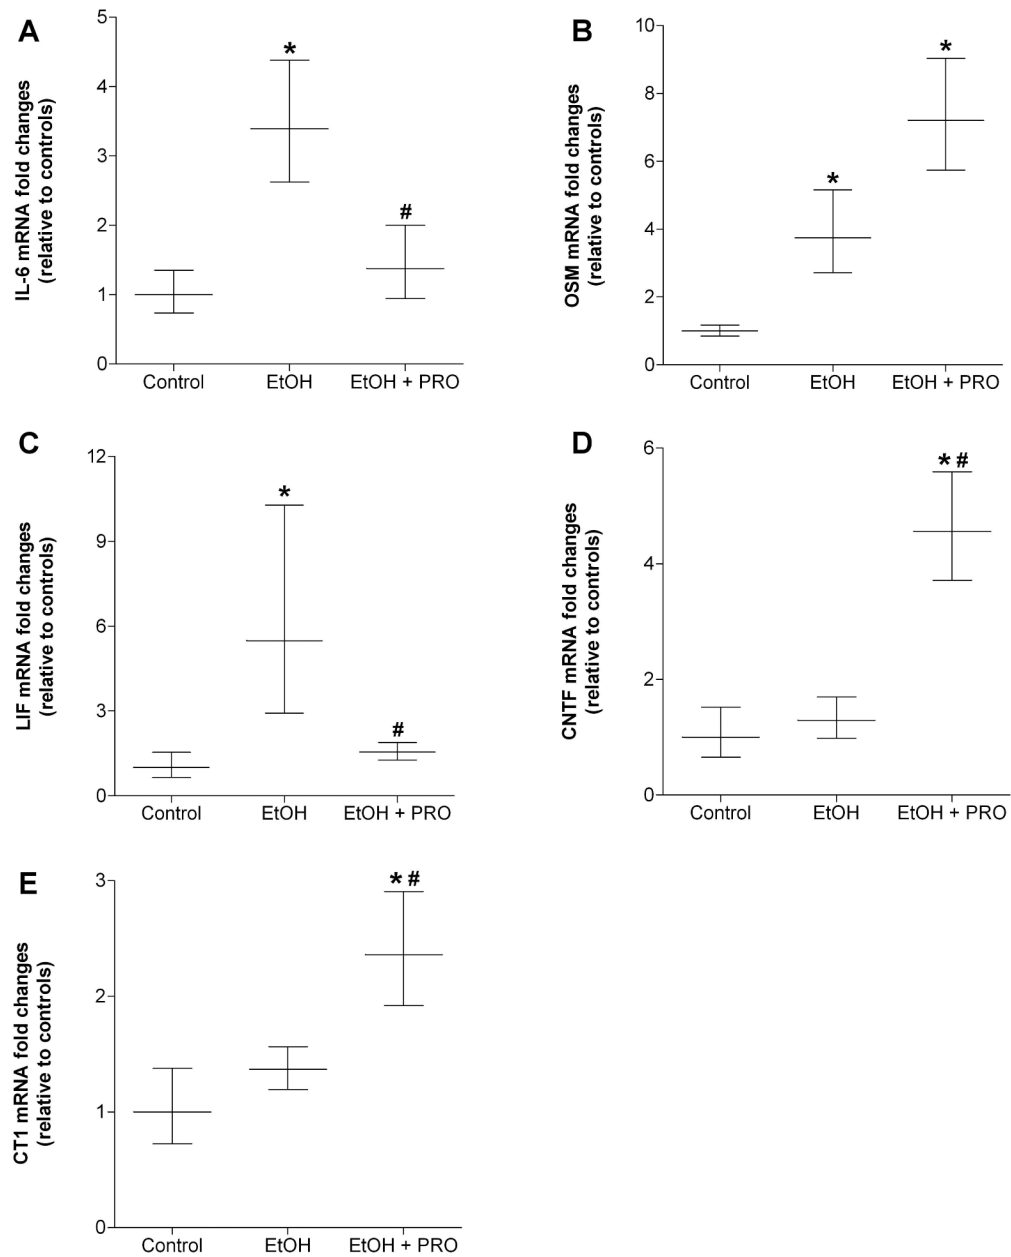 A
IL-6 mRNA fold changes
(relative to controls)
5
4
3
2
1
0
*
#
Control EtOH EtOH + PRO
B
OSM mRNA fold changes
(relative to controls)
10
8
6
4
2
0
*
*
Control EtOH EtOH + PRO
C
LIF mRNA fold changes
(relative to controls)
12
9
6
3
0
*
#
Control EtOH EtOH + PRO
D
CNTF mRNA fold changes
(relative to controls)
6
4
2
0
* #
Control EtOH EtOH + PRO
E
CT1 mRNA fold changes
(relative to controls)
3
2
1
0
* #
Control EtOH EtOH + PRO